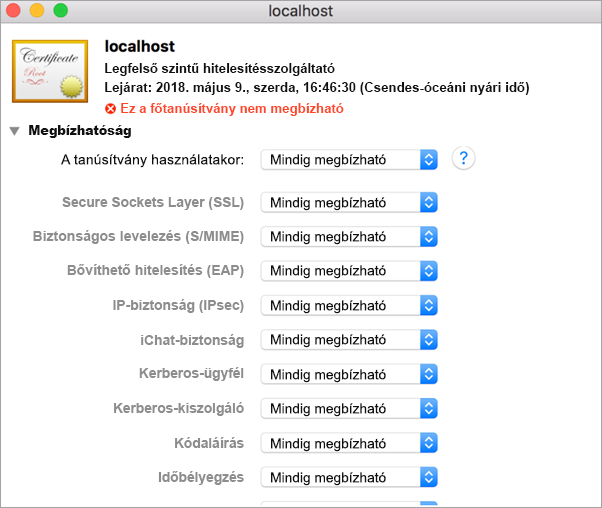 localhost
Certificate
Root
localhost
Legfelső szintű hitelesítésszolgáltató
Lejárat: 2018. május 9., szerda, 16:46:30 (Csendes-óceáni nyári idő)
Ez a főtanúsítvány nem megbízható
Megbízhatóság
A tanúsítvány használatakor: Mindig megbízható ?
Secure Sockets Layer (SSL) Mindig megbízható
Biztonságos levelezés (S/MIME) Mindig megbízható
Bővíthető hitelesítés (EAP) Mindig megbízható
IP-biztonság (IPsec) Mindig megbízható
iChat-biztonság Mindig megbízható
Kerberos-ügyfél Mindig megbízható
Kerberos-kiszolgáló Mindig megbízható
Kódaláírás Mindig megbízható
Időbélyegzés Mindig megbízható